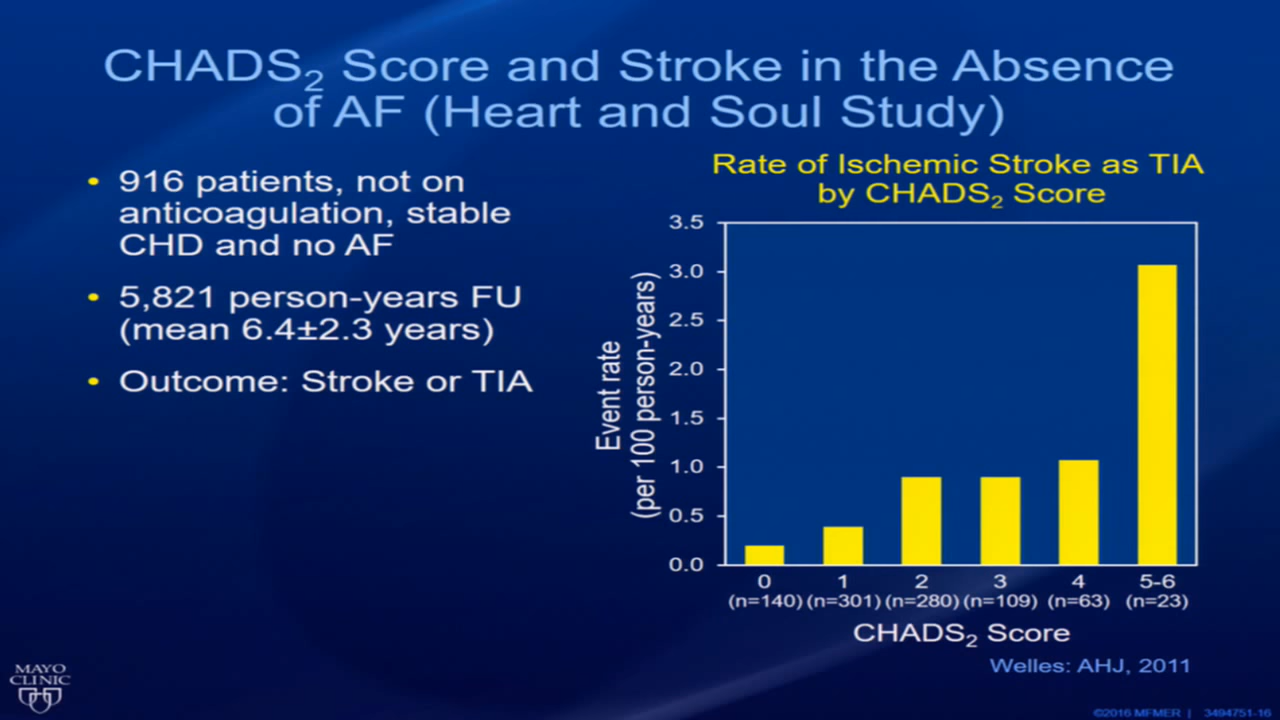 CHADS₂ Score and Stroke in the Absence
of AF (Heart and Soul Study)
• 916 patients, not on
anticoagulation, stable
CHD and no AF
• 5,821 person-years FU
(mean 6.4±2.3 years)
• Outcome: Stroke or TIA
Rate of Ischemic Stroke as TIA
by CHADS₂ Score
Event rate
(per 100 person-years)
3.5
3.0
2.5
2.0
1.5
1.0
0.5
0.0
0 1 2 3 4 5-6
(n=140) (n=301) (n=280) (n=109) (n=63) (n=23)
CHADS₂ Score
Welles: AHJ, 2011
MAYO
CLINIC
©2016 MFMER | 3494751-16